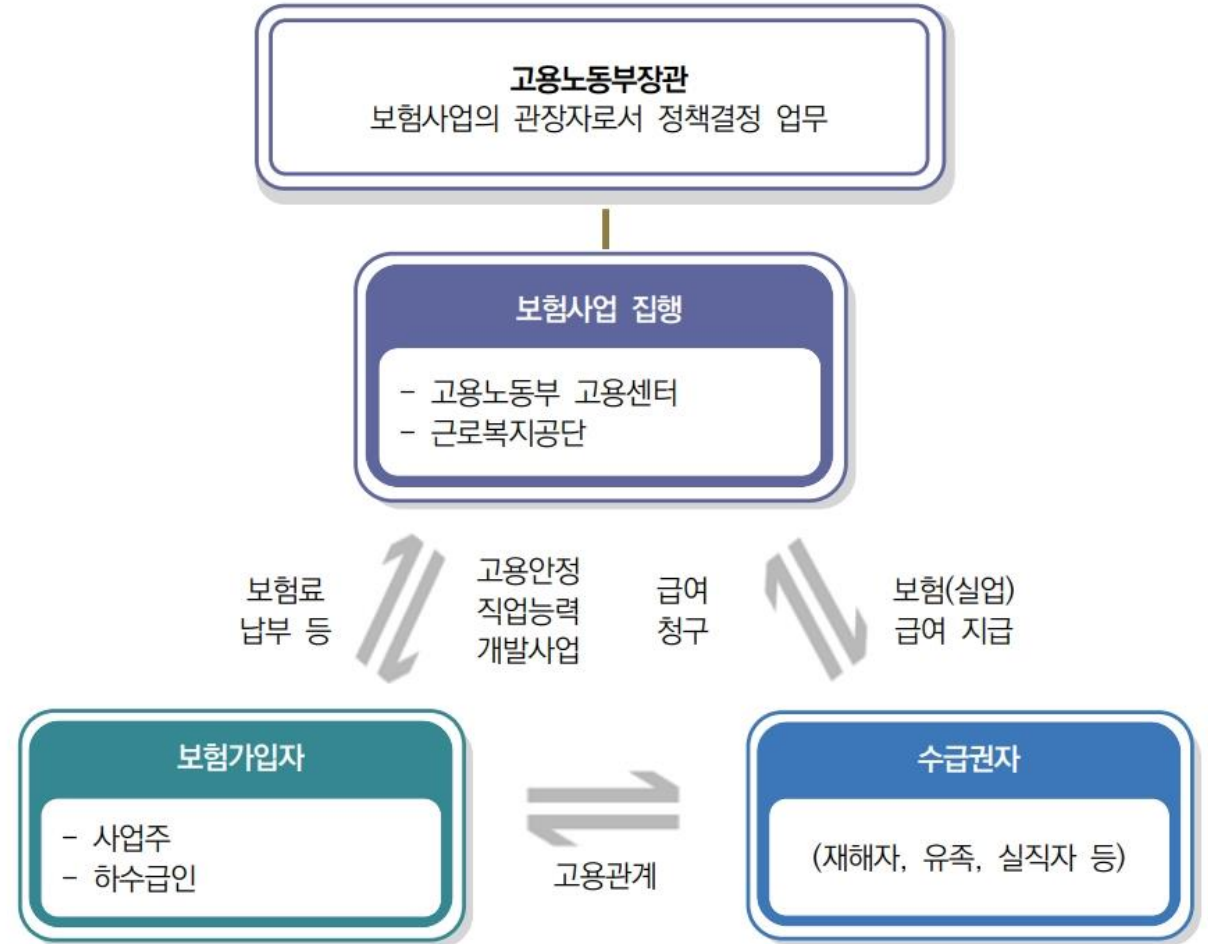 고용노동부장관
보험사업의 관장자로서 정책결정 업무
보험사업 집행
- 고용노동부 고용센터
- 근로복지공단
보험료
납부 등
고용안정
직업능력
개발사업
급여
청구
보험(실업)
급여 지급
보험가입자
- 사업주
- 하수급인
고용관계
수급권자
(재해자, 유족, 실직자 등)